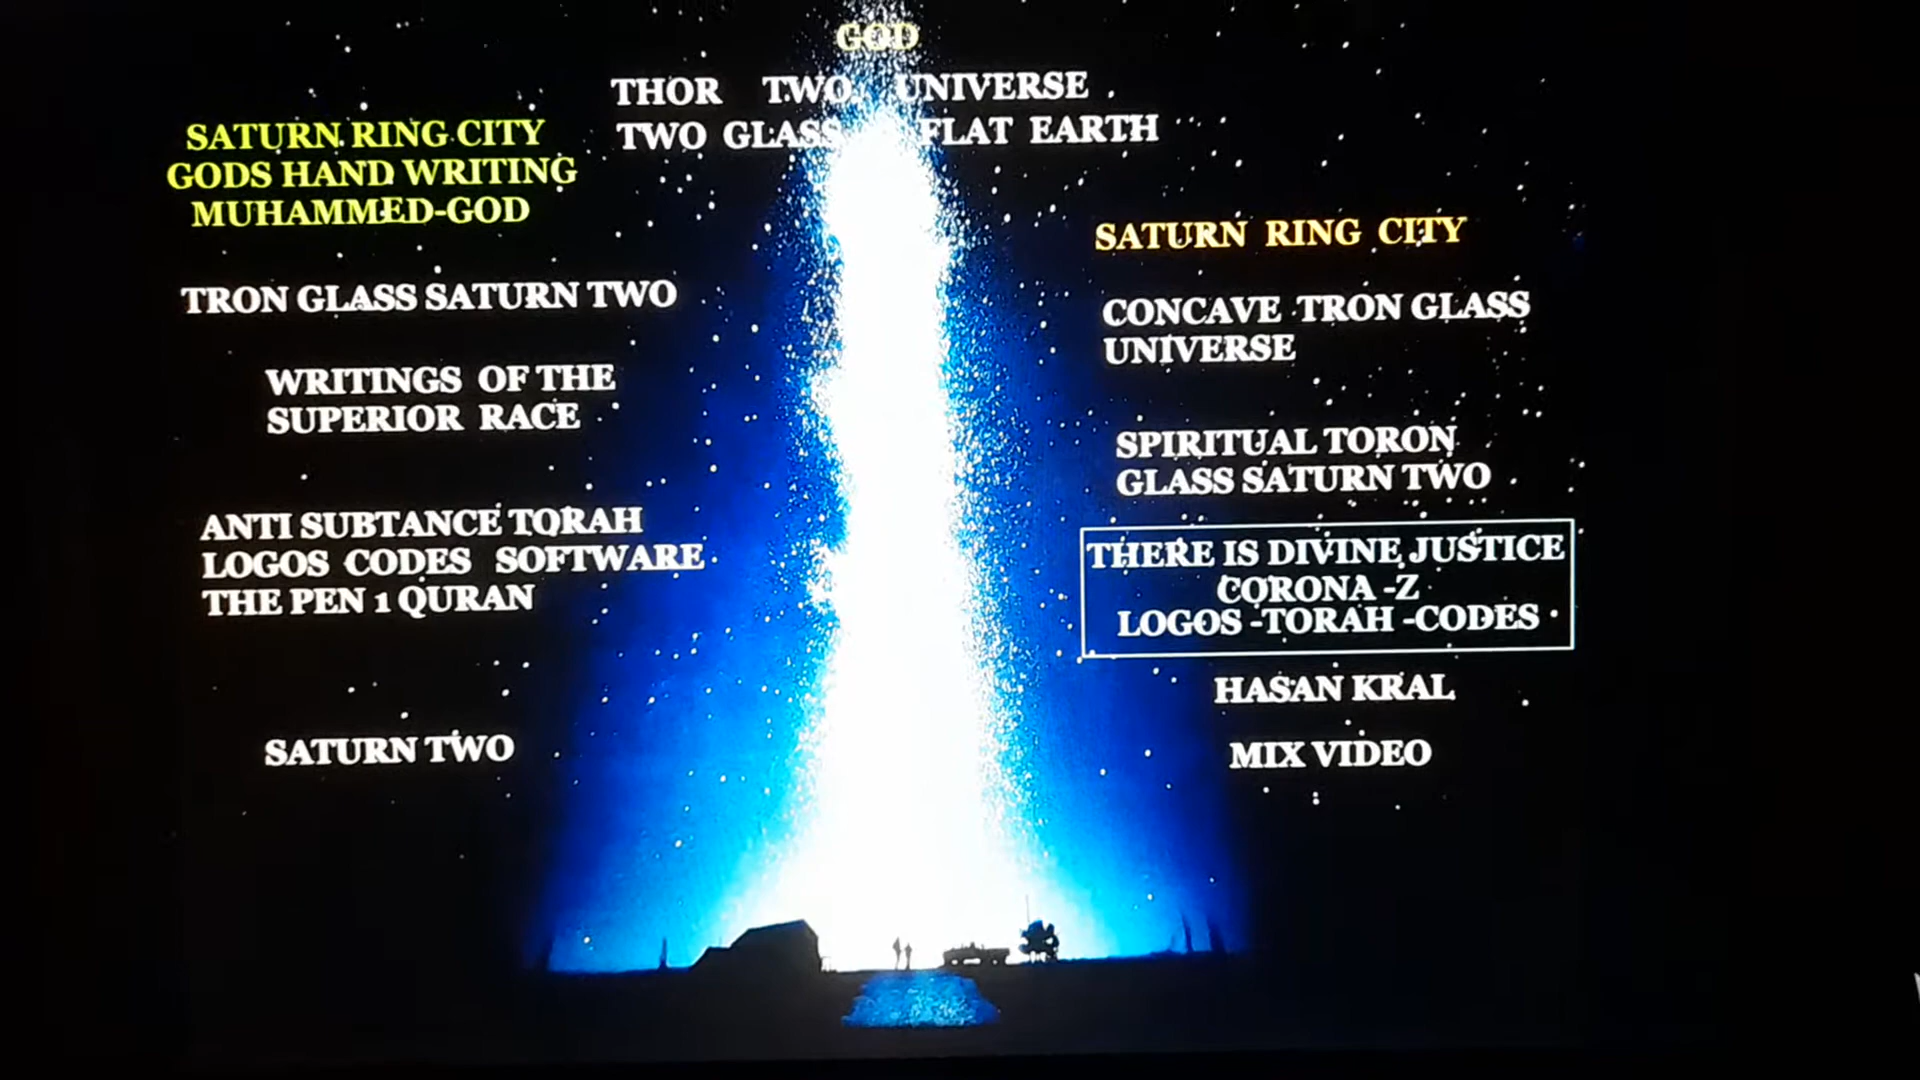 GOD
THOR TWO UNIVERSE
TWO GLASS FLAT EARTH
SATURN RING CITY
GODS HAND WRITING
MUHAMMED-GOD
TRON GLASS SATURN TWO
WRITINGS OF THE
SUPERIOR RACE
ANTI SUBTANCE TORAH
LOGOS CODES SOFTWARE
THE PEN 1 QURAN
SATURN TWO
SATURN RING CITY
CONCAVE TRON GLASS
UNIVERSE
SPIRITUAL TORON
GLASS SATURN TWO
THERE IS DIVINE JUSTICE
CORONA -Z
LOGOS -TORAH -CODES
HASAN KRAL
MIX VIDEO